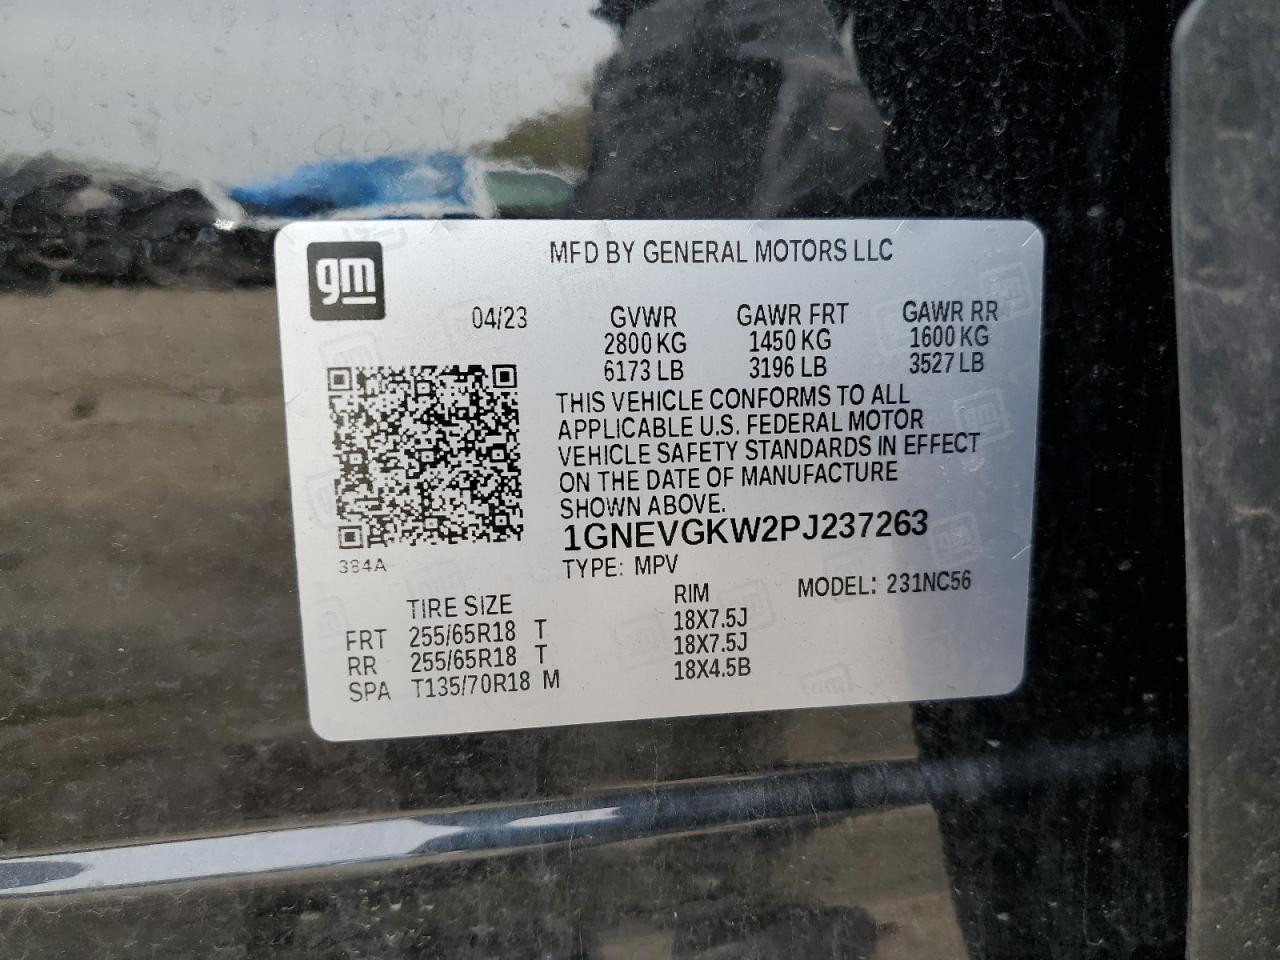 gm
MFD BY GENERAL MOTORS LLC
04/23
GVWR GAWR FRT GAWR RR
2800 KG 1450 KG 1600 KG
6173 LB 3196 LB 3527 LB
THIS VEHICLE CONFORMS TO ALL
APPLICABLE U.S. FEDERAL MOTOR
VEHICLE SAFETY STANDARDS IN EFFECT
ON THE DATE OF MANUFACTURE
SHOWN ABOVE.
1GNEVGKW2PJ237263
384A
TYPE: MPV
MODEL: 231NC56
TIRE SIZE RIM
FRT 255/65R18 T 18X7.5J
RR 255/65R18 T 18X7.5J
SPA T135/70R18 M 18X4.5B